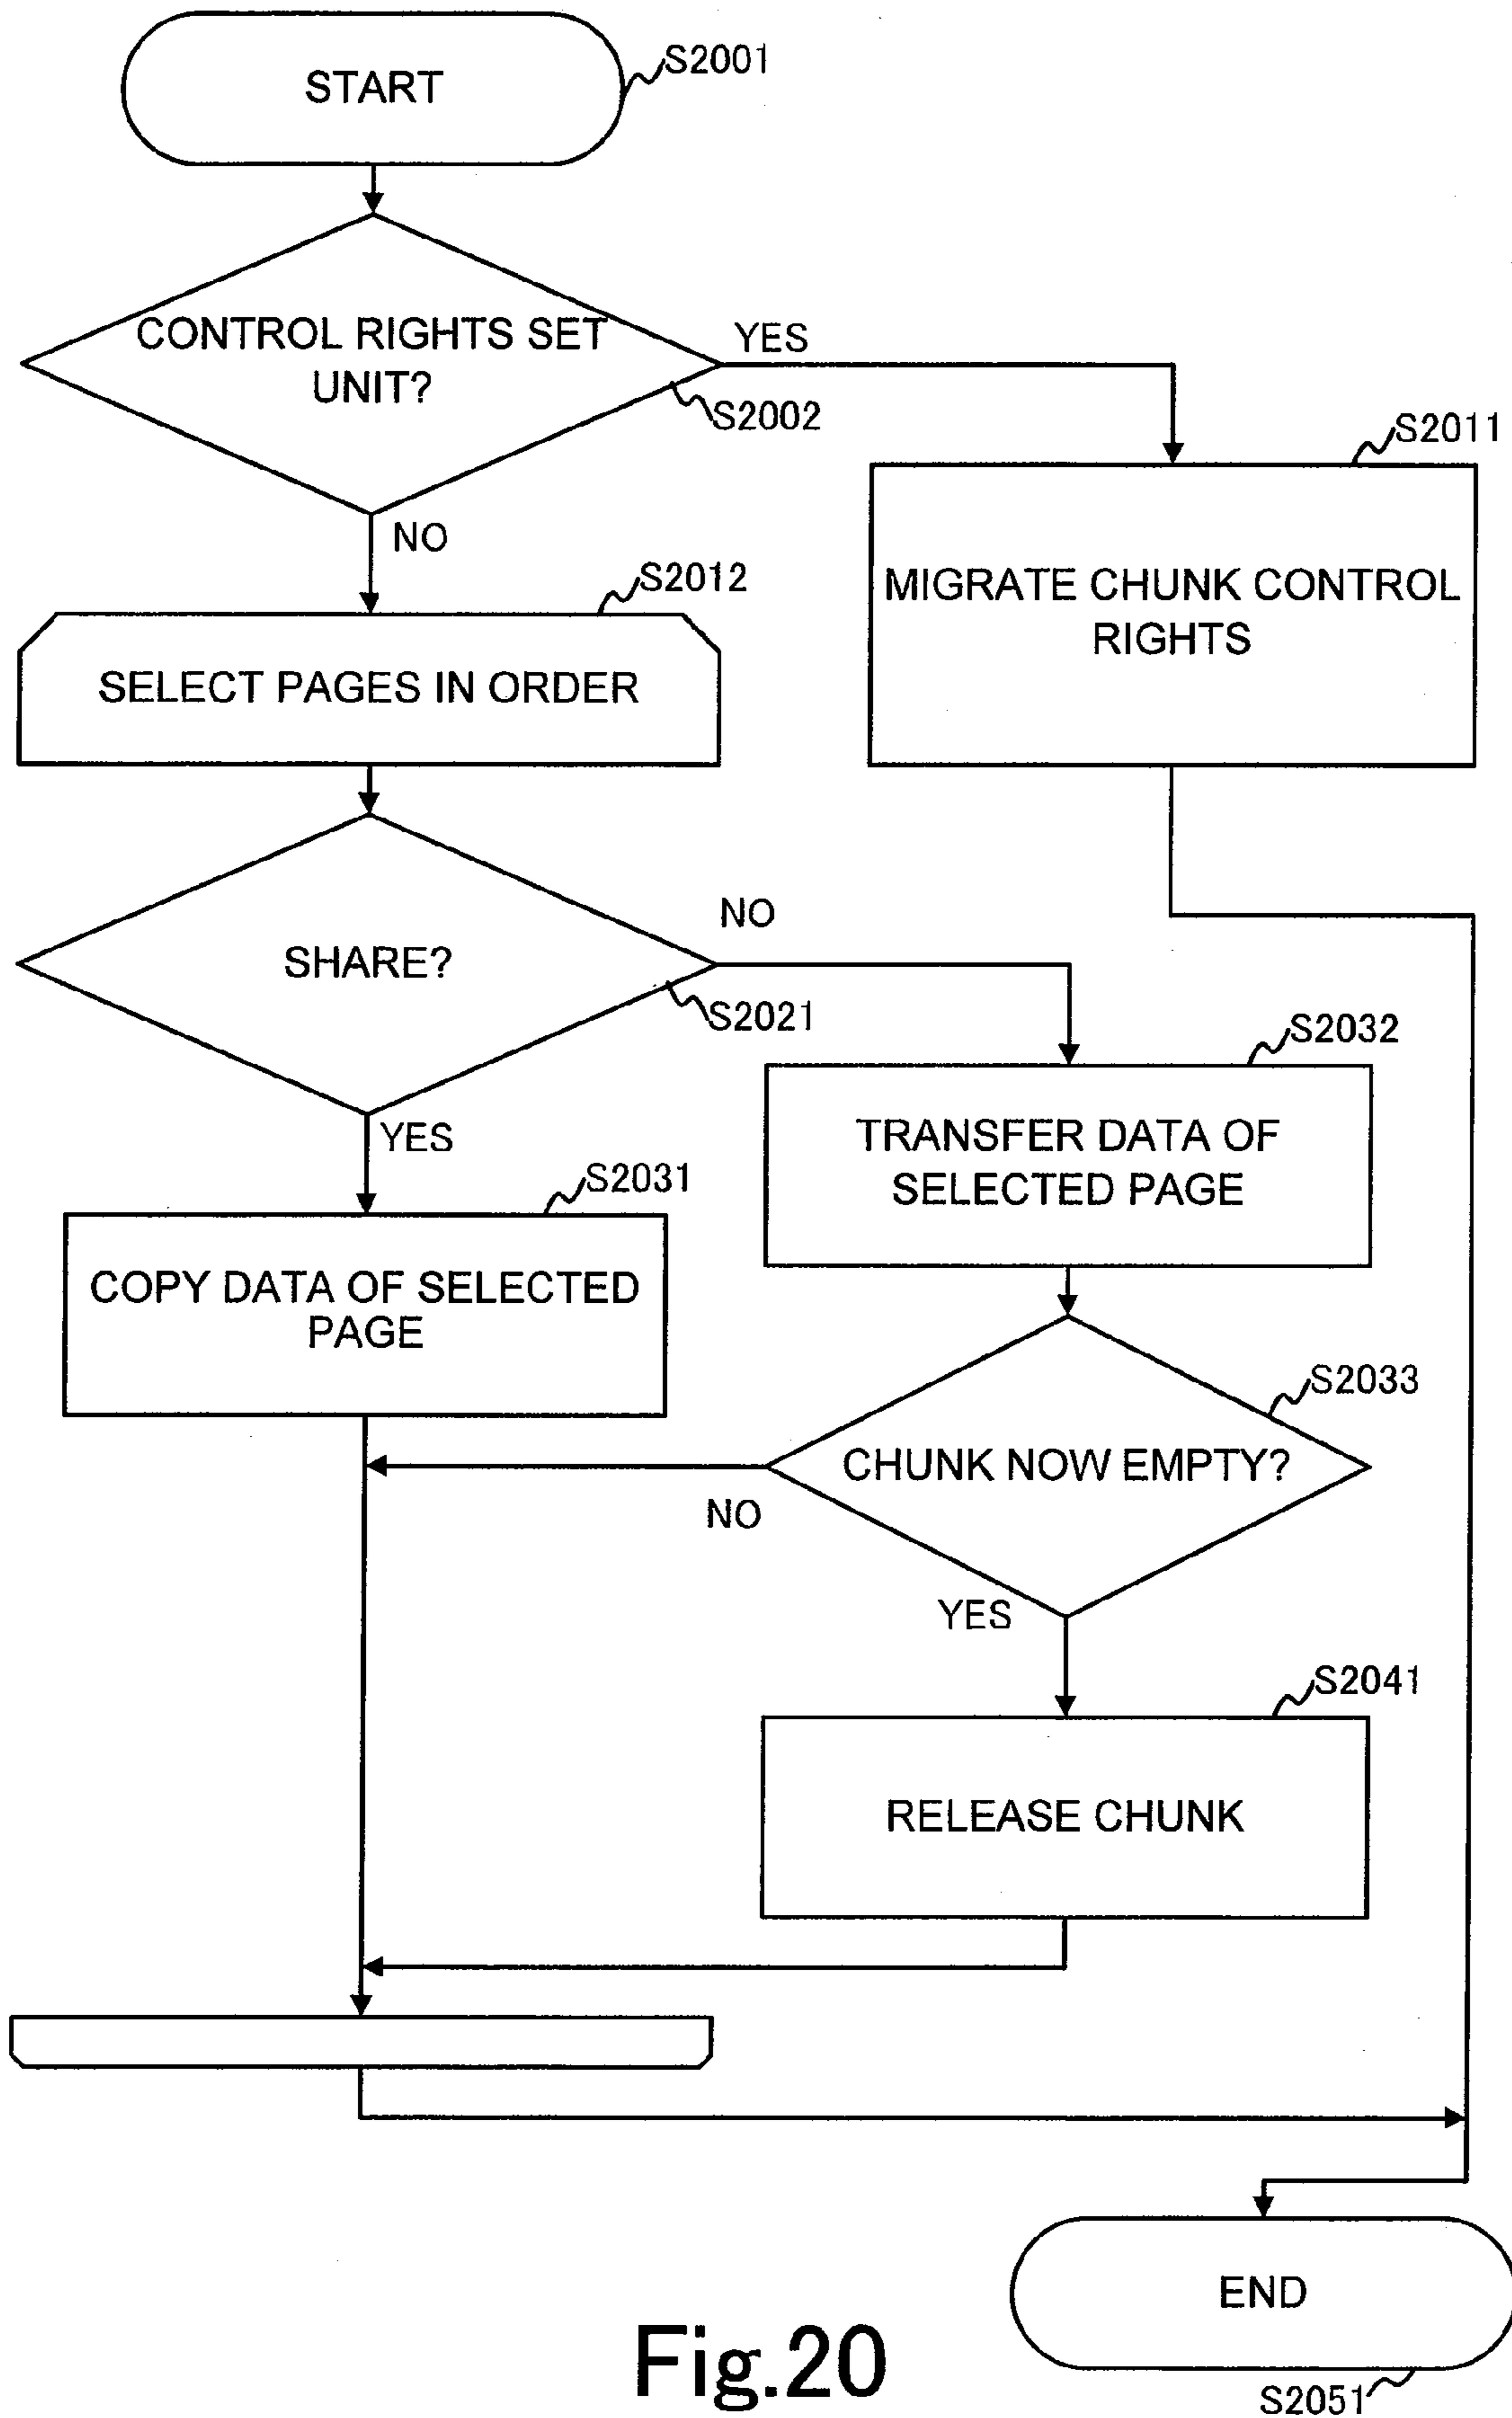 START
S2001
CONTROL RIGHTS SET
UNIT?
YES
S2002
NO
S2011
MIGRATE CHUNK CONTROL
RIGHTS
S2012
SELECT PAGES IN ORDER
SHARE?
NO
S2021
YES
S2032
TRANSFER DATA OF
SELECTED PAGE
S2031
COPY DATA OF SELECTED
PAGE
S2033
CHUNK NOW EMPTY?
NO
YES
S2041
RELEASE CHUNK
END
S2051
Fig.20